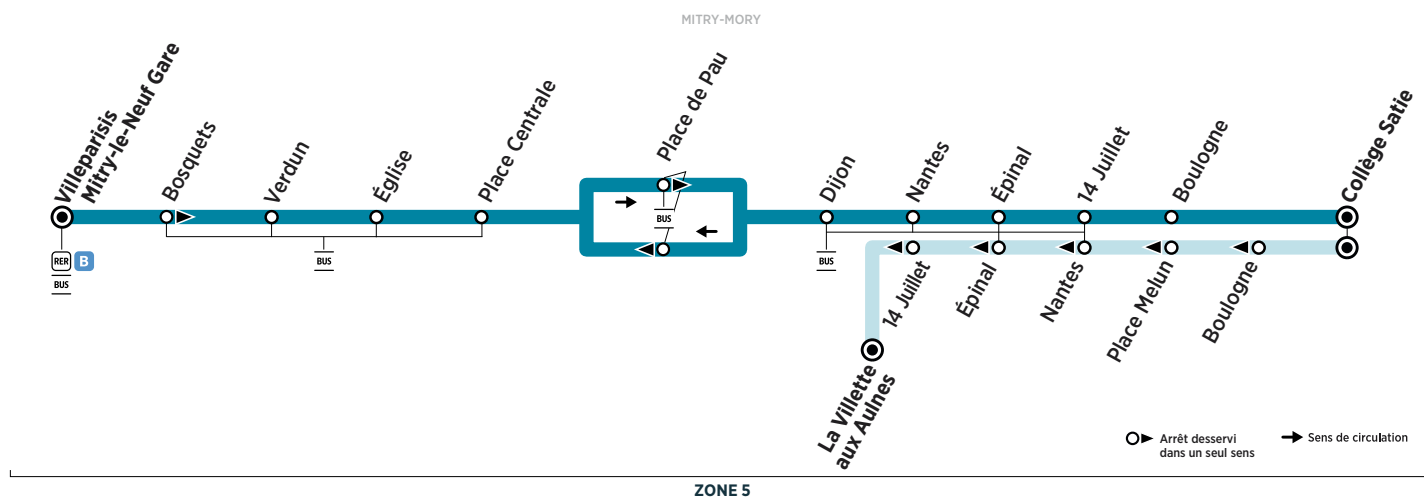 MITRY-MORY
Villeparisis
Mitry-le-Neuf Gare
Bosquets
Verdun
Église
Place Centrale
Place de Pau
Dijon
Nantes
Épinal
14 Juillet
Boulogne
Collège Satie
RER B
BUS
BUS
BUS
BUS
14 Juillet
Épinal
Nantes
Place Melun
Boulogne
La Villette
aux Aulnes
Arrêt desservi
dans un seul sens
Sens de circulation
ZONE 5